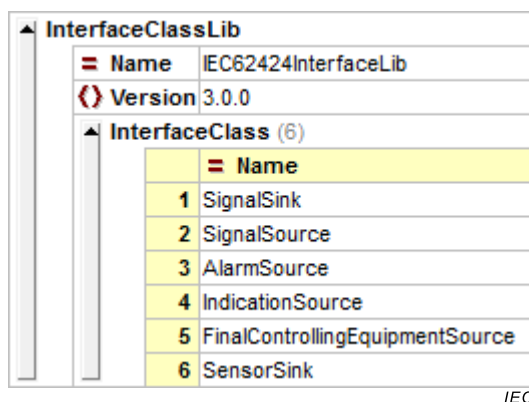 InterfaceClassLib
= Name IEC62424InterfaceLib
<> Version 3.0.0
InterfaceClass (6)
= Name
1 SignalSink
2 SignalSource
3 AlarmSource
4 IndicationSource
5 FinalControllingEquipmentSource
6 SensorSink
IEC